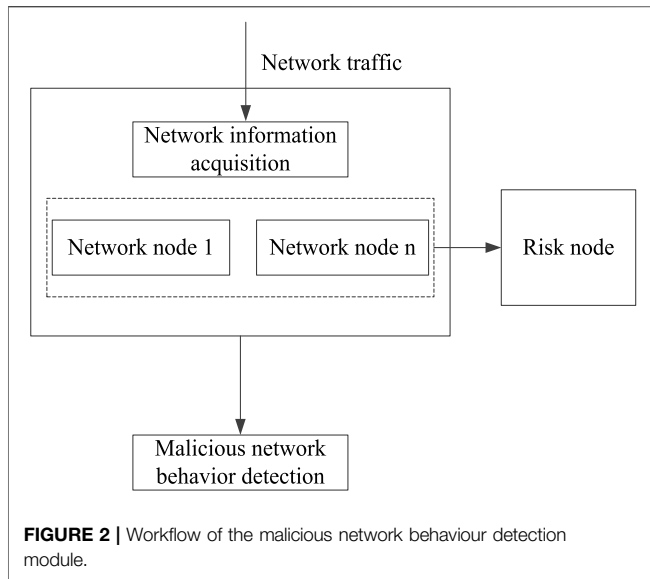 Network traffic
Network information
acquisition
Network node 1
Network node n
Risk node
Malicious network
behavior detection
FIGURE 2 | Workflow of the malicious network behaviour detection
module.